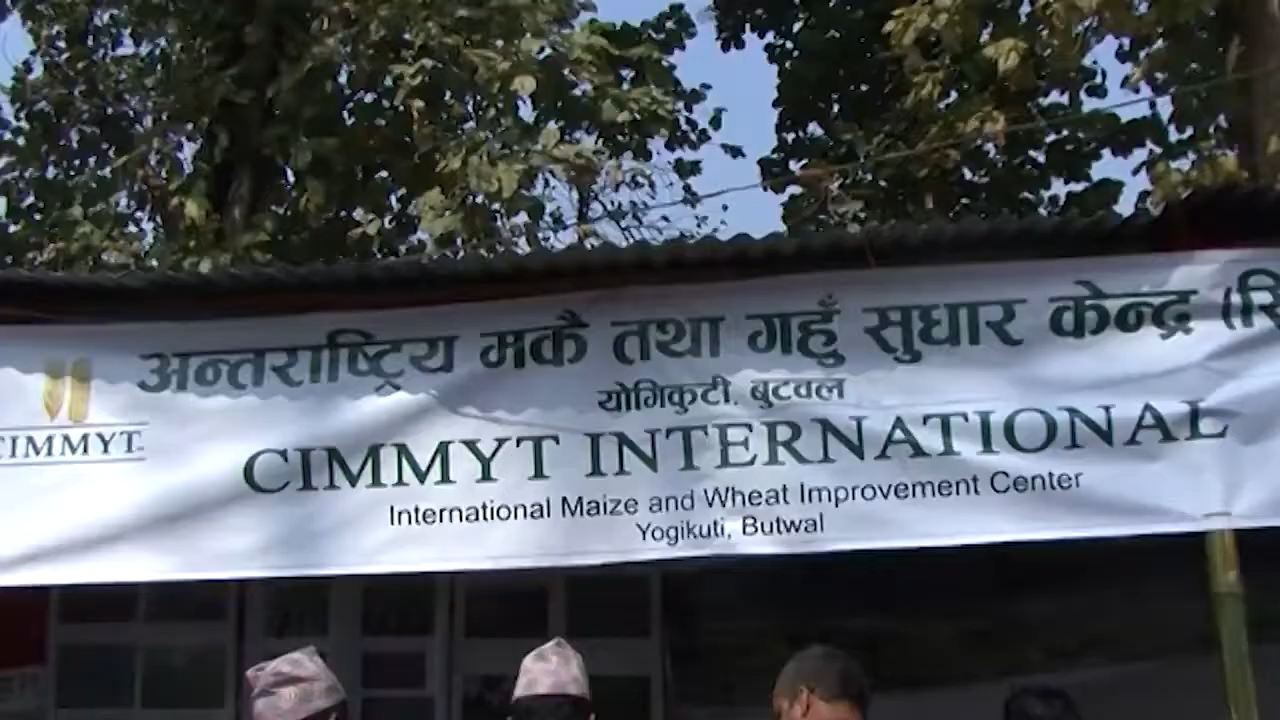 अन्तराष्ट्रिय मकै तथा गहुँ सुधार केन्द्र (सि
योगिकुटी, बुटवल
CIMMYT.
CIMMYT INTERNATIONAL
International Maize and Wheat Improvement Center
Yogikuti, Butwal